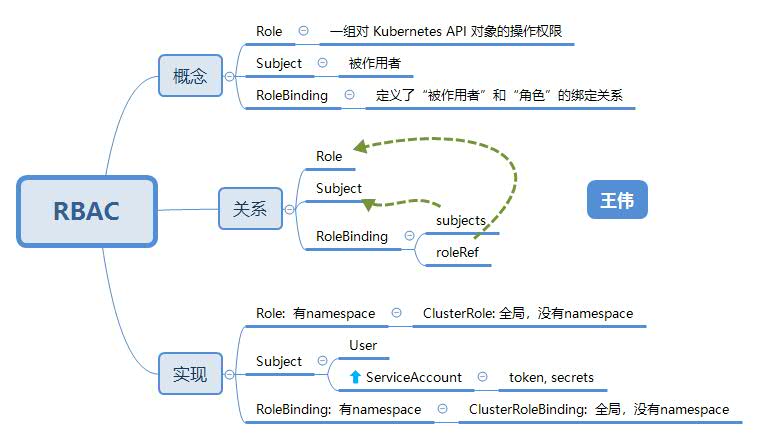 RBAC
概念
Role
一组对 Kubernetes API 对象的操作权限
Subject
被作用者
RoleBinding
定义了“被作用者”和“角色”的绑定关系
关系
Role
Subject
RoleBinding
subjects
roleRef
王伟
实现
Role: 有namespace
ClusterRole: 全局，没有namespace
Subject
User
ServiceAccount
token, secrets
RoleBinding: 有namespace
ClusterRoleBinding: 全局，没有namespace